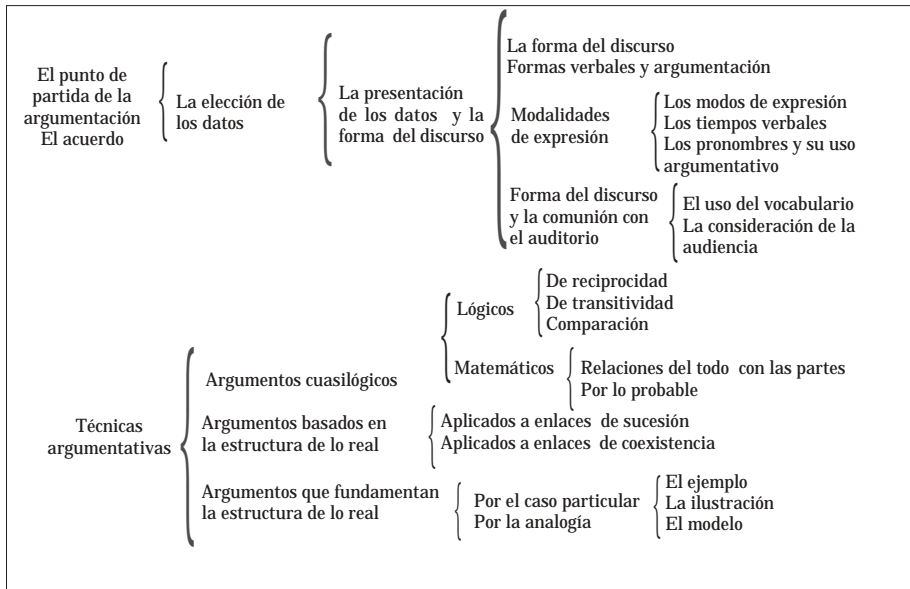 El punto de
partida de la
argumentación
El acuerdo
La elección de
los datos
La presentación
de los datos y la
forma del discurso
La forma del discurso
Formas verbales y argumentación
Modalidades
de expresión
Los modos de expresión
Los tiempos verbales
Los pronombres y su uso
argumentativo
Forma del discurso
y la comunión con
el auditorio
El uso del vocabulario
La consideración de la
audiencia
Técnicas
argumentativas
Argumentos cuasilógicos
Lógicos
De reciprocidad
De transitividad
Comparación
Matemáticos
Relaciones del todo con las partes
Por lo probable
Argumentos basados en
la estructura de lo real
Aplicados a enlaces de sucesión
Aplicados a enlaces de coexistencia
Argumentos que fundamentan
la estructura de lo real
Por el caso particular
Por la analogía
El ejemplo
La ilustración
El modelo